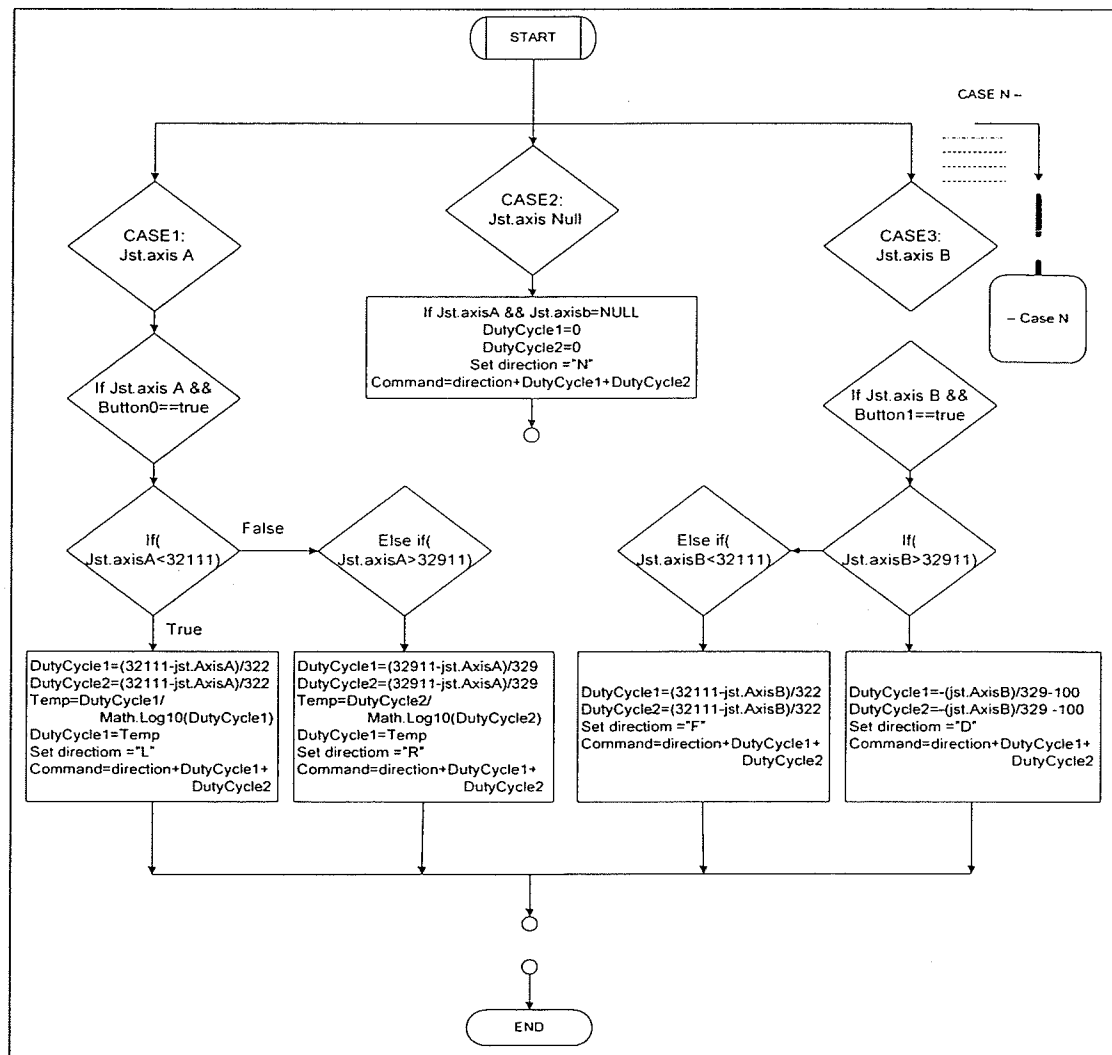 START
CASE N –
CASE1:
Jst.axis A
CASE2:
Jst.axis Null
CASE3:
Jst.axis B
– Case N
If Jst.axisA && Jst.axisb=NULL
DutyCycle1=0
DutyCycle2=0
Set direction ="N"
Command=direction+DutyCycle1+DutyCycle2
If Jst.axis A &&
Button0==true
If Jst.axis B &&
Button1==true
If(
Jst.axisA<32111)
False
Else if(
Jst.axisA>32911)
Else if(
Jst.axisB<32111)
If(
Jst.axisB>32911)
True
DutyCycle1=(32111-jst.AxisA)/322
DutyCycle2=(32111-jst.AxisA)/322
Temp=DutyCycle1/
Math.Log10(DutyCycle1)
DutyCycle1=Temp
Set directiom ="L"
Command=direction+DutyCycle1+
DutyCycle2
DutyCycle1=(32911-jst.AxisA)/329
DutyCycle2=(32911-jst.AxisA)/329
Temp=DutyCycle2/
Math.Log10(DutyCycle2)
DutyCycle1=Temp
Set directiom ="R"
Command=direction+DutyCycle1+
DutyCycle2
DutyCycle1=(32111-jst.AxisB)/322
DutyCycle2=(32111-jst.AxisB)/322
Set directiom ="F"
Command=direction+DutyCycle1+
DutyCycle2
DutyCycle1=-(jst.AxisB)/329-100
DutyCycle2=-(jst.AxisB)/329 -100
Set directiom ="D"
Command=direction+DutyCycle1+
DutyCycle2
END